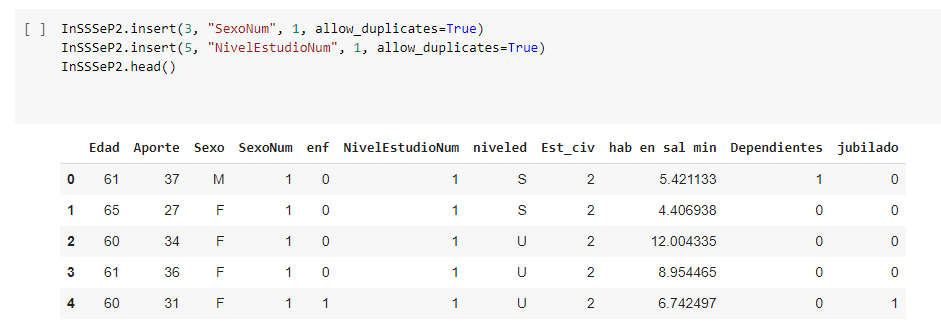 [ ] InSSSeP2.insert(3, "SexoNum", 1, allow_duplicates=True)
InSSSeP2.insert(5, "NivelEstudioNum", 1, allow_duplicates=True)
InSSSeP2.head()
Edad Aporte Sexo SexoNum enf NivelEstudioNum niveled Est_civ hab en sal min Dependientes jubilado
0 61 37 M 1 0 1 S 2 5.421133 1 0
1 65 27 F 1 0 1 S 2 4.406938 0 0
2 60 34 F 1 0 1 U 2 12.004335 0 0
3 61 36 F 1 0 1 U 2 8.954465 0 0
4 60 31 F 1 1 1 U 2 6.742497 0 1